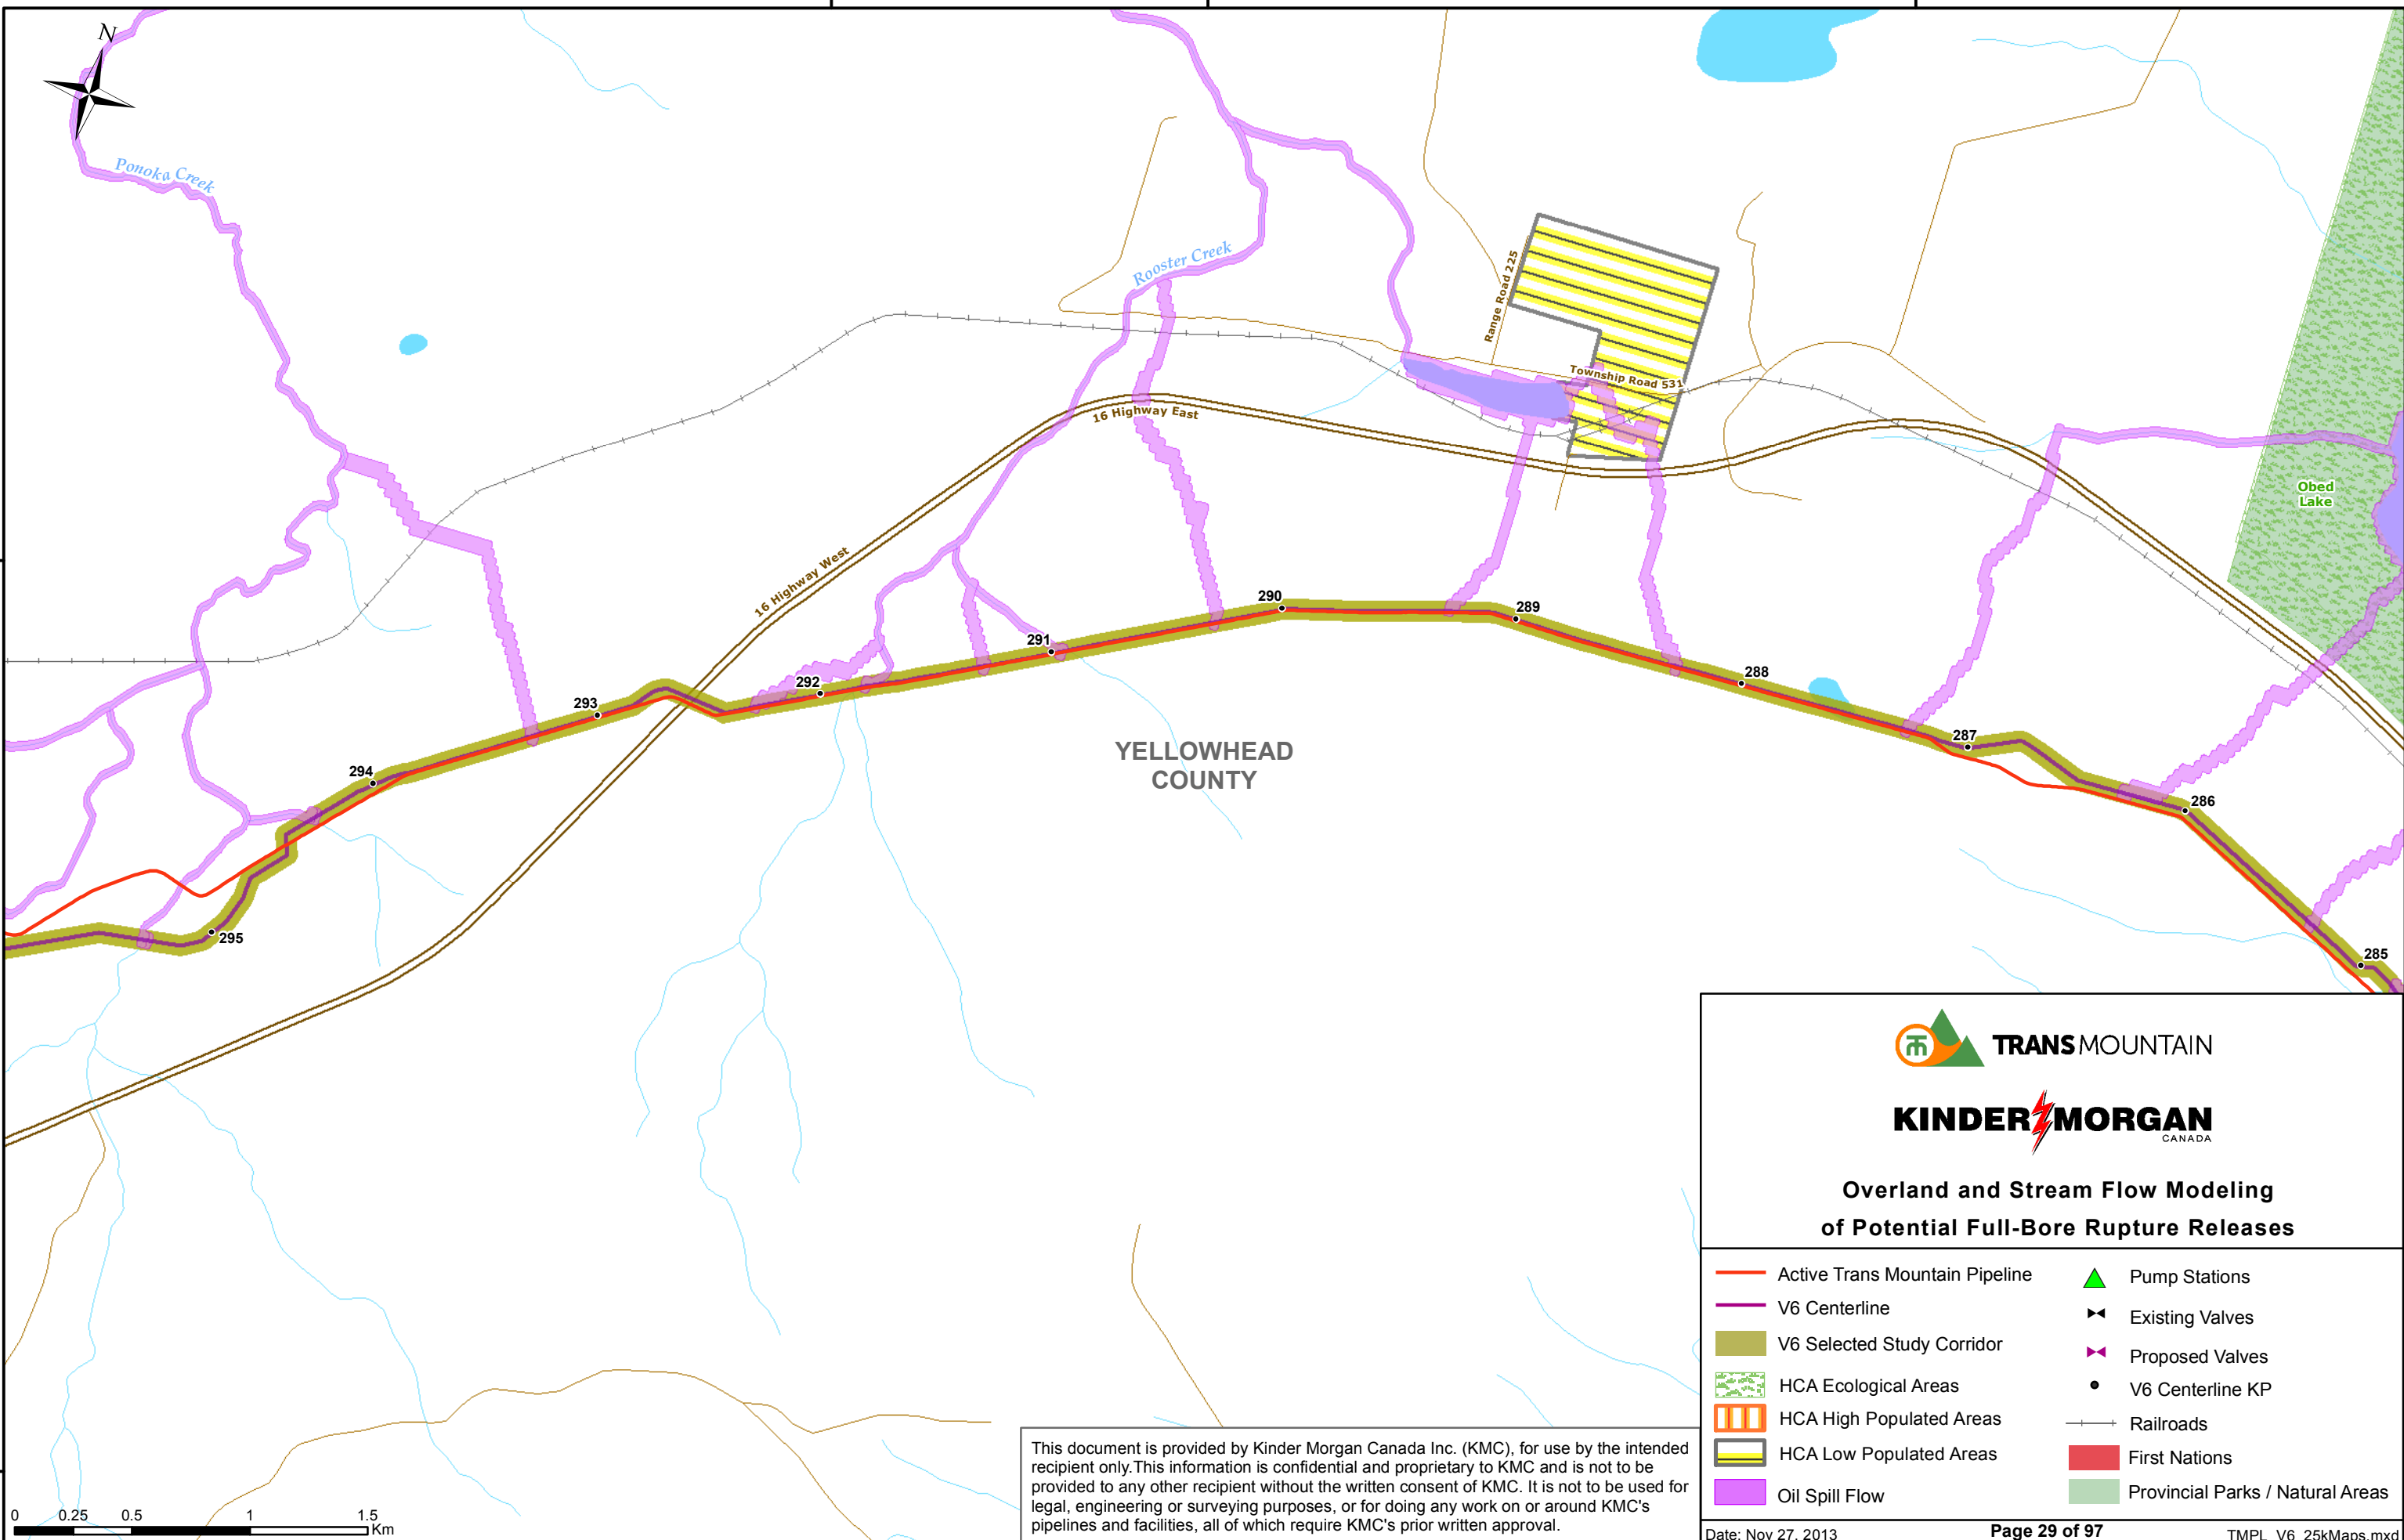 N
Ponoka Creek
Rooster Creek
Range Road 225
Township Road 531
16 Highway East
Obed
Lake
16 Highway West
290
289
291
288
292
293
287
YELLOWHEAD
COUNTY
294
286
295
285
TRANSMOUNTAIN
KINDER MORGAN
CANADA
Overland and Stream Flow Modeling
of Potential Full-Bore Rupture Releases
Active Trans Mountain Pipeline
V6 Centerline
V6 Selected Study Corridor
HCA Ecological Areas
HCA High Populated Areas
HCA Low Populated Areas
Oil Spill Flow
Pump Stations
Existing Valves
Proposed Valves
V6 Centerline KP
Railroads
First Nations
Provincial Parks / Natural Areas
This document is provided by Kinder Morgan Canada Inc. (KMC), for use by the intended
recipient only.This information is confidential and proprietary to KMC and is not to be
provided to any other recipient without the written consent of KMC. It is not to be used for
legal, engineering or surveying purposes, or for doing any work on or around KMC's
pipelines and facilities, all of which require KMC's prior written approval.
0 0.25 0.5 1 1.5
Km
Date: Nov 27, 2013 Page 29 of 97 TMPL_V6_25kMaps.mxd